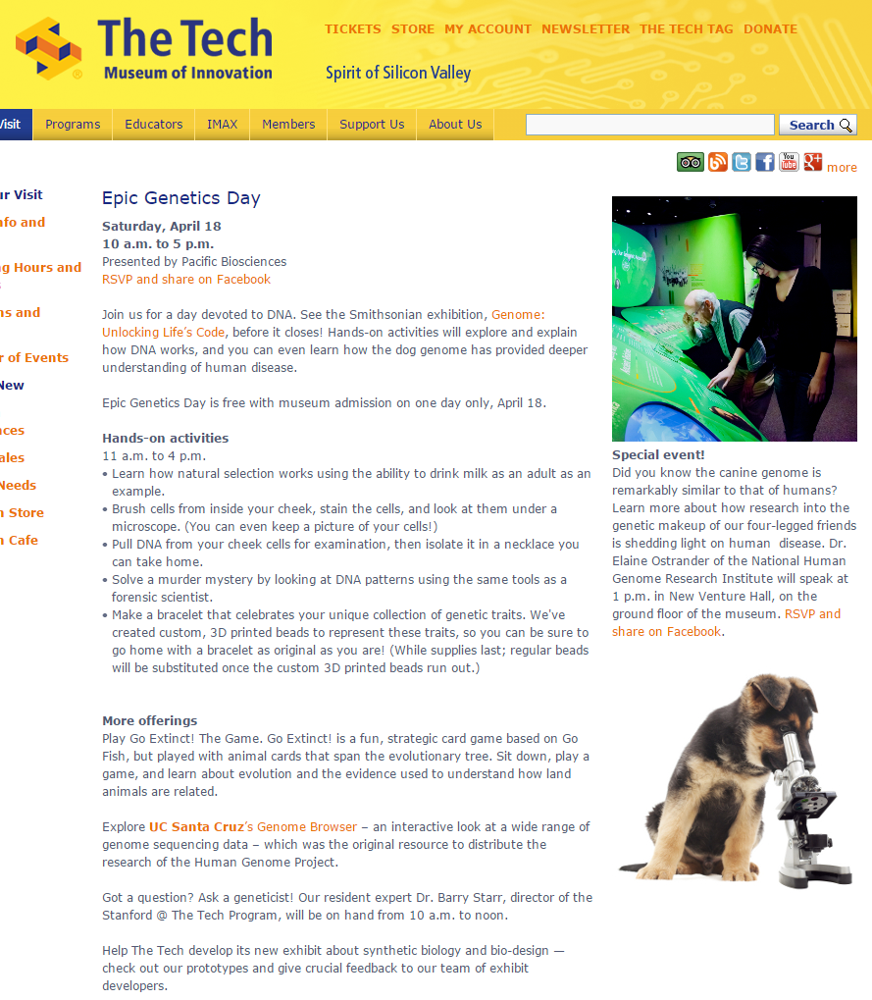 The Tech
Museum of Innovation
TICKETS STORE MY ACCOUNT NEWSLETTER THE TECH TAG DONATE
Spirit of Silicon Valley
Visit Programs Educators IMAX Members Support Us About Us
Search
You
Tube
more
ur Visit
nfo and
ng Hours and
s
ns and
r of Events
New
nces
ales
Needs
h Store
h Cafe
Epic Genetics Day
Saturday, April 18
10 a.m. to 5 p.m.
Presented by Pacific Biosciences
RSVP and share on Facebook
Join us for a day devoted to DNA. See the Smithsonian exhibition, Genome:
Unlocking Life's Code, before it closes! Hands-on activities will explore and explain
how DNA works, and you can even learn how the dog genome has provided deeper
understanding of human disease.
Epic Genetics Day is free with museum admission on one day only, April 18.
Hands-on activities
11 a.m. to 4 p.m.
• Learn how natural selection works using the ability to drink milk as an adult as an
example.
• Brush cells from inside your cheek, stain the cells, and look at them under a
microscope. (You can even keep a picture of your cells!)
• Pull DNA from your cheek cells for examination, then isolate it in a necklace you
can take home.
• Solve a murder mystery by looking at DNA patterns using the same tools as a
forensic scientist.
• Make a bracelet that celebrates your unique collection of genetic traits. We've
created custom, 3D printed beads to represent these traits, so you can be sure to
go home with a bracelet as original as you are! (While supplies last; regular beads
will be substituted once the custom 3D printed beads run out.)
More offerings
Play Go Extinct! The Game. Go Extinct! is a fun, strategic card game based on Go
Fish, but played with animal cards that span the evolutionary tree. Sit down, play a
game, and learn about evolution and the evidence used to understand how land
animals are related.
Explore UC Santa Cruz's Genome Browser – an interactive look at a wide range of
genome sequencing data – which was the original resource to distribute the
research of the Human Genome Project.
Got a question? Ask a geneticist! Our resident expert Dr. Barry Starr, director of the
Stanford @ The Tech Program, will be on hand from 10 a.m. to noon.
Help The Tech develop its new exhibit about synthetic biology and bio-design —
check out our prototypes and give crucial feedback to our team of exhibit
developers.
Special event!
Did you know the canine genome is
remarkably similar to that of humans?
Learn more about how research into the
genetic makeup of our four-legged friends
is shedding light on human  disease. Dr.
Elaine Ostrander of the National Human
Genome Research Institute will speak at
1 p.m. in New Venture Hall, on the
ground floor of the museum. RSVP and
share on Facebook.